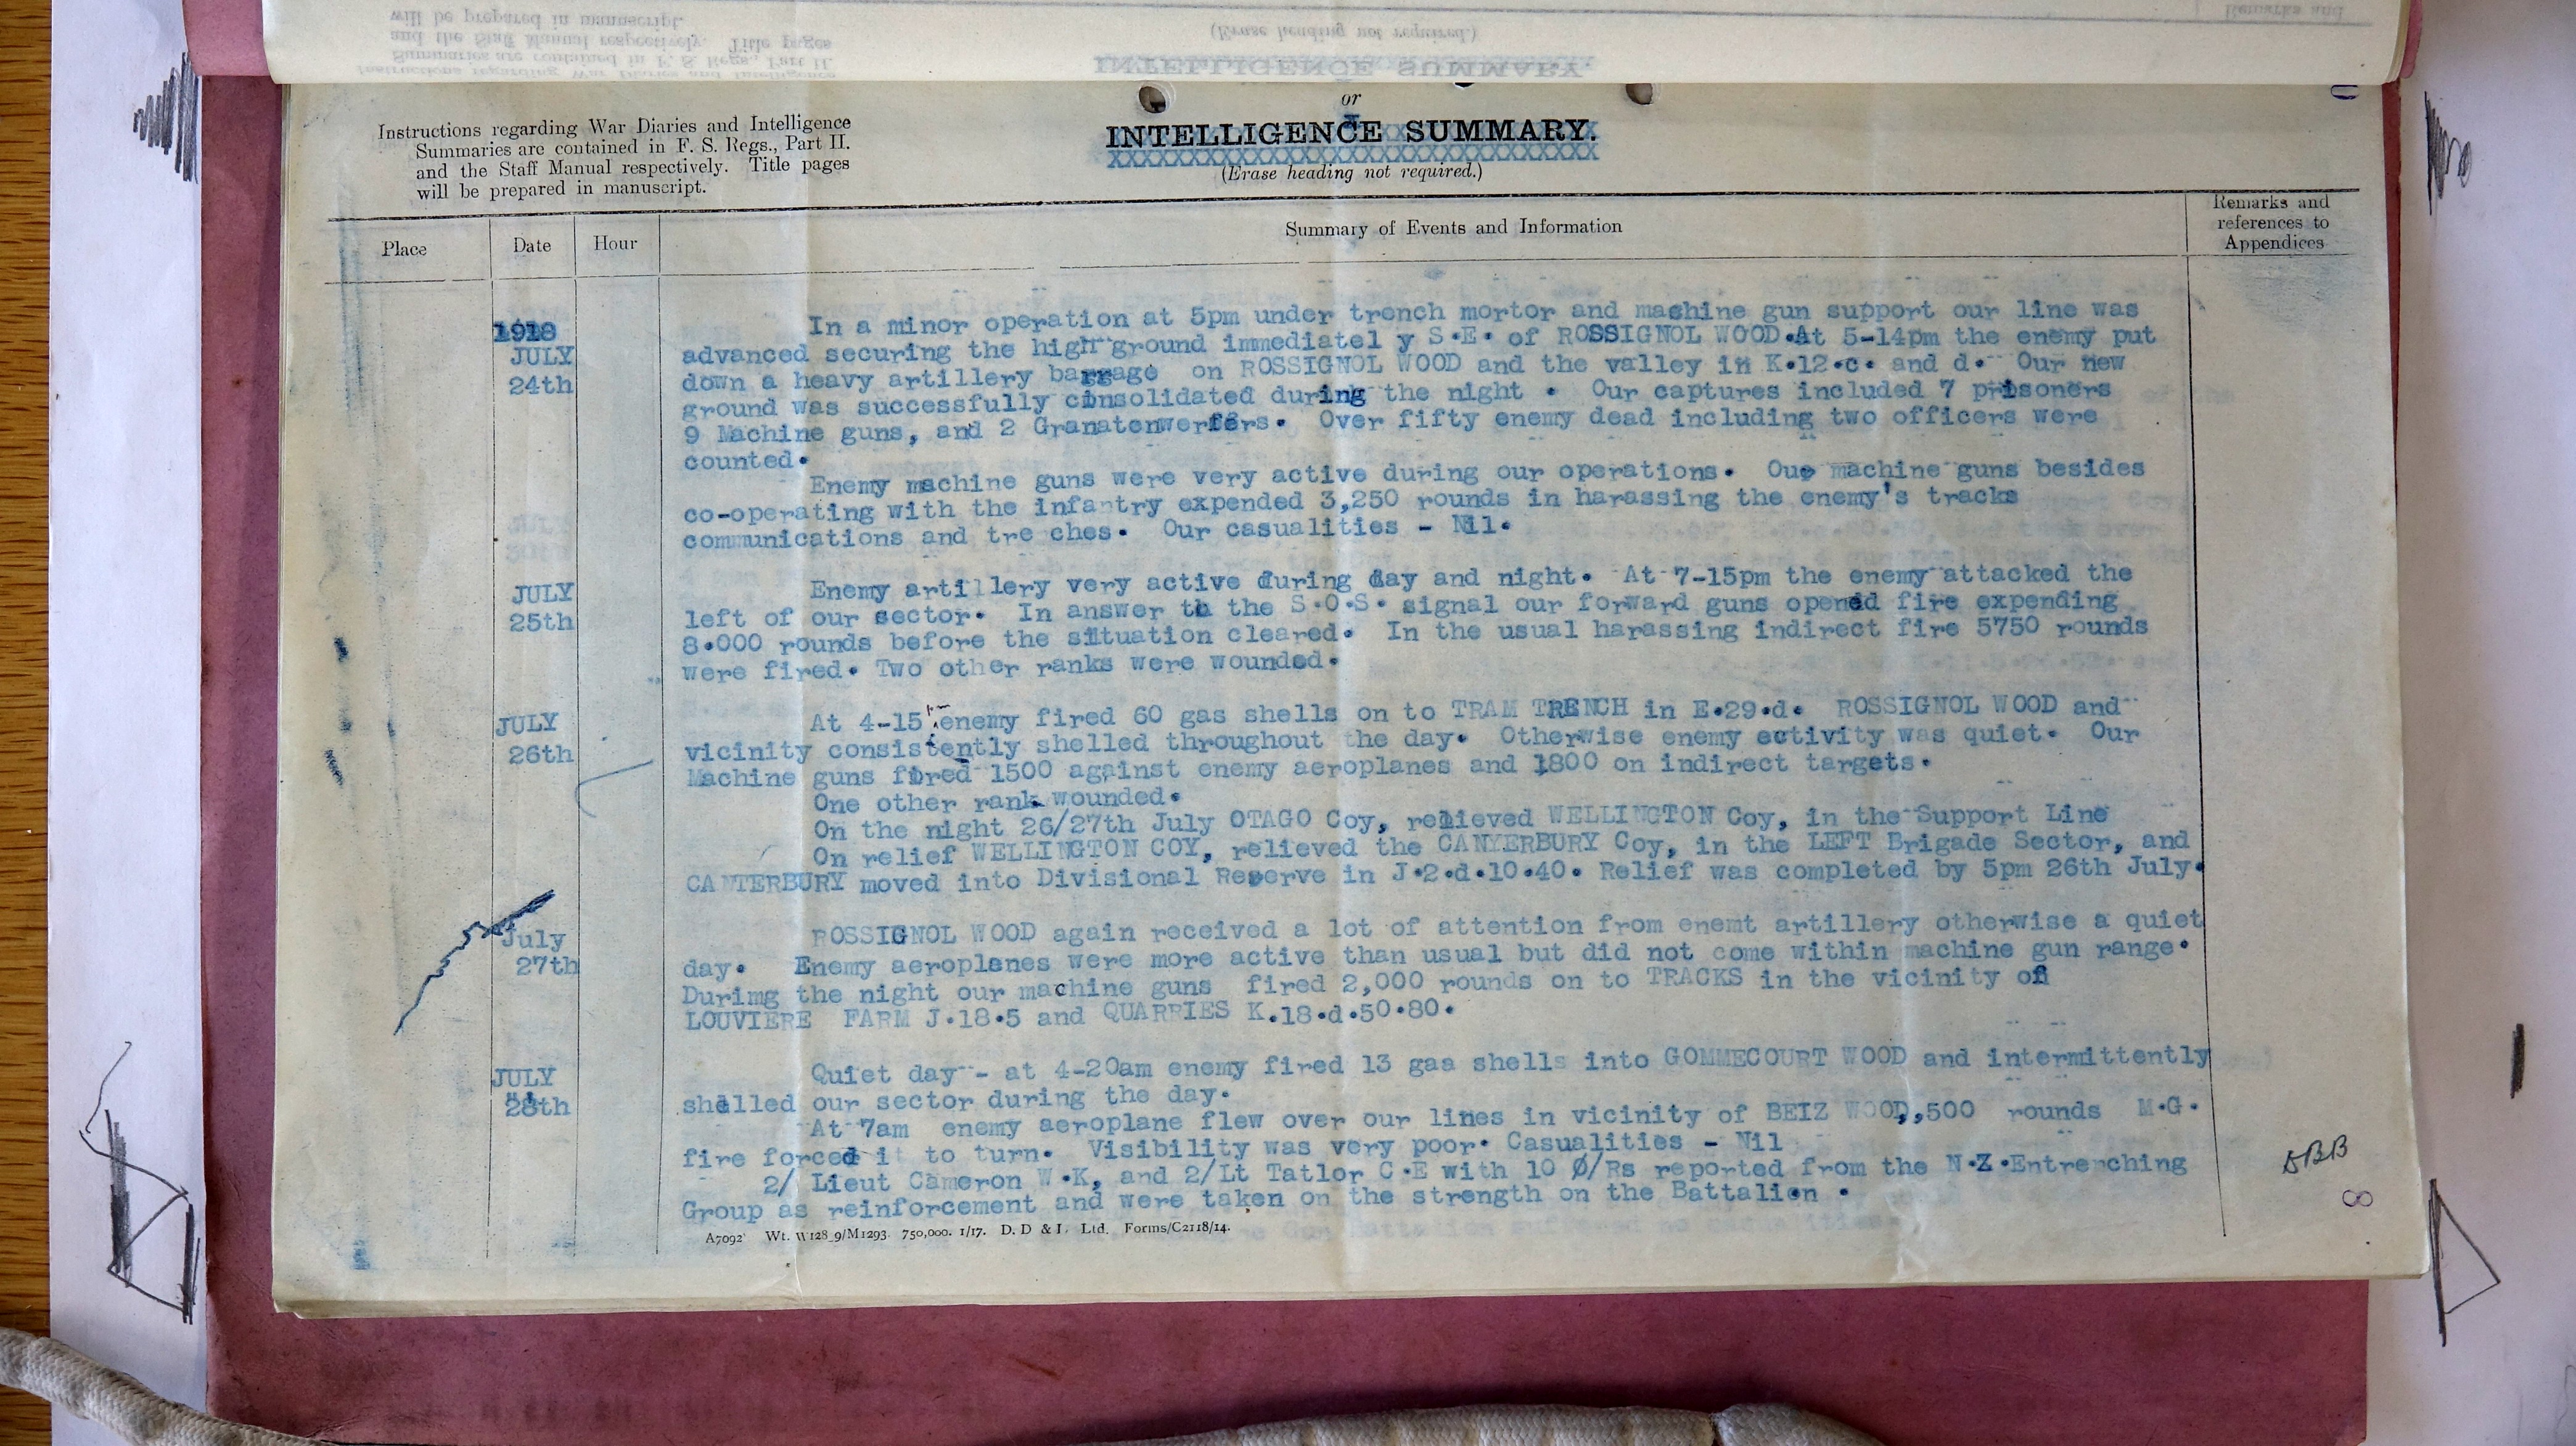 or
INTELLIGENCE SUMMARY.
(Erase heading not required.)
Instructions regarding War Diaries and Intelligence
Summaries are contained in F. S. Regs., Part II.
and the Staff Manual respectively. Title pages
will be prepared in manuscript.
Place
Date
Hour
Summary of Events and Information
Remarks and
references to
Appendices
1918
JULY
24th
In a minor operation at 5pm under trench mortor and machine gun support our line was
advanced securing the high ground immediatel y S.E. of ROSSIGNOL WOOD.At 5-14pm the enemy put
down a heavy artillery barrage on ROSSIGNOL WOOD and the valley in K.12.c. and d. Our new
ground was successfully consolidated during the night . Our captures included 7 prisoners
9 Machine guns, and 2 Granatenwerfers. Over fifty enemy dead including two officers were
counted.
Enemy machine guns were very active during our operations. Our machine guns besides
co-operating with the infantry expended 3,250 rounds in harassing the enemy's tracks
communications and tre ches. Our casualities - Nil.
JULY
25th
Enemy artillery very active during day and night. At 7-15pm the enemy attacked the
left of our sector. In answer to the S.O.S. signal our forward guns opened fire expending
8.000 rounds before the situation cleared. In the usual harassing indirect fire 5750 rounds
were fired. Two other ranks were wounded.
JULY
26th
At 4-15 pm enemy fired 60 gas shells on to TRAM TRENCH in E.29.d. ROSSIGNOL WOOD and
vicinity consistently shelled throughout the day. Otherwise enemy activity was quiet. Our
Machine guns fired 1500 against enemy aeroplanes and 1800 on indirect targets.
One other rank wounded.
On the night 26/27th July OTAGO Coy, relieved WELLINGTON Coy, in the Support Line
On relief WELLINGTON COY, relieved the CANYERBURY Coy, in the LEFT Brigade Sector, and
CANTERBURY moved into Divisional Reserve in J.2.d.10.40. Relief was completed by 5pm 26th July.
July
27th
ROSSIGNOL WOOD again received a lot of attention from enemt artillery otherwise a quiet
day. Enemy aeroplanes were more active than usual but did not come within machine gun range.
Durimg the night our machine guns fired 2,000 rounds on to TRACKS in the vicinity of
LOUVIERE FARM J.18.5 and QUARRIES K.18.d.50.80.
JULY
28th
Quiet day - at 4-20am enemy fired 13 gaa shells into GOMMECOURT WOOD and intermittently
shelled our sector during the day.
At 7am enemy aeroplane flew over our lines in vicinity of BEIZ WOOD,,500 rounds M.G.
fire forced it to turn. Visibility was very poor. Casualities - Nil
2/ Lieut Cameron W.K, and 2/Lt Tatlor C.E with 10 O/Rs reported from the N.Z.Entrenching
Group as reinforcement and were taken on the strength on the Battalion .
8
A7092 Wt. W128 9/M1293 750,000. 1/17. D. D & L Ltd. Forms/C2118/14.